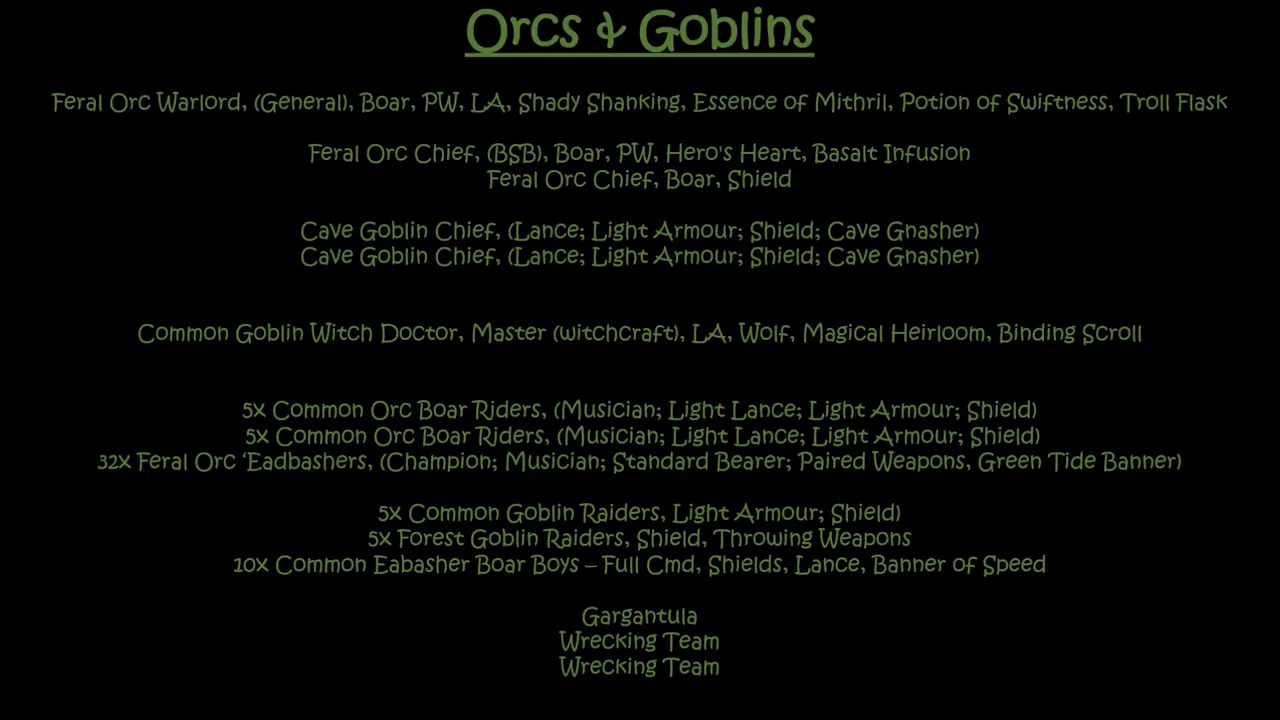 Orcs & Goblins
Feral Orc Warlord, (General), Boar, PW, LA, Shady Shanking, Essence of Mithril, Potion of Swiftness, Troll Flask
Feral Orc Chief, (BSB), Boar, PW, Hero's Heart, Basalt Infusion
Feral Orc Chief, Boar, Shield
Cave Goblin Chief, (Lance; Light Armour; Shield; Cave Gnasher)
Cave Goblin Chief, (Lance; Light Armour; Shield; Cave Gnasher)
Common Goblin Witch Doctor, Master (witchcraft), LA, Wolf, Magical Heirloom, Binding Scroll
5x Common Orc Boar Riders, (Musician; Light Lance; Light Armour; Shield)
5x Common Orc Boar Riders, (Musician; Light Lance; Light Armour; Shield)
32x Feral Orc ‘Eadbashers, (Champion; Musician; Standard Bearer; Paired Weapons, Green Tide Banner)
5x Common Goblin Raiders, Light Armour; Shield)
5x Forest Goblin Raiders, Shield, Throwing Weapons
10x Common Eabasher Boar Boys – Full Cmd, Shields, Lance, Banner of Speed
Gargantula
Wrecking Team
Wrecking Team